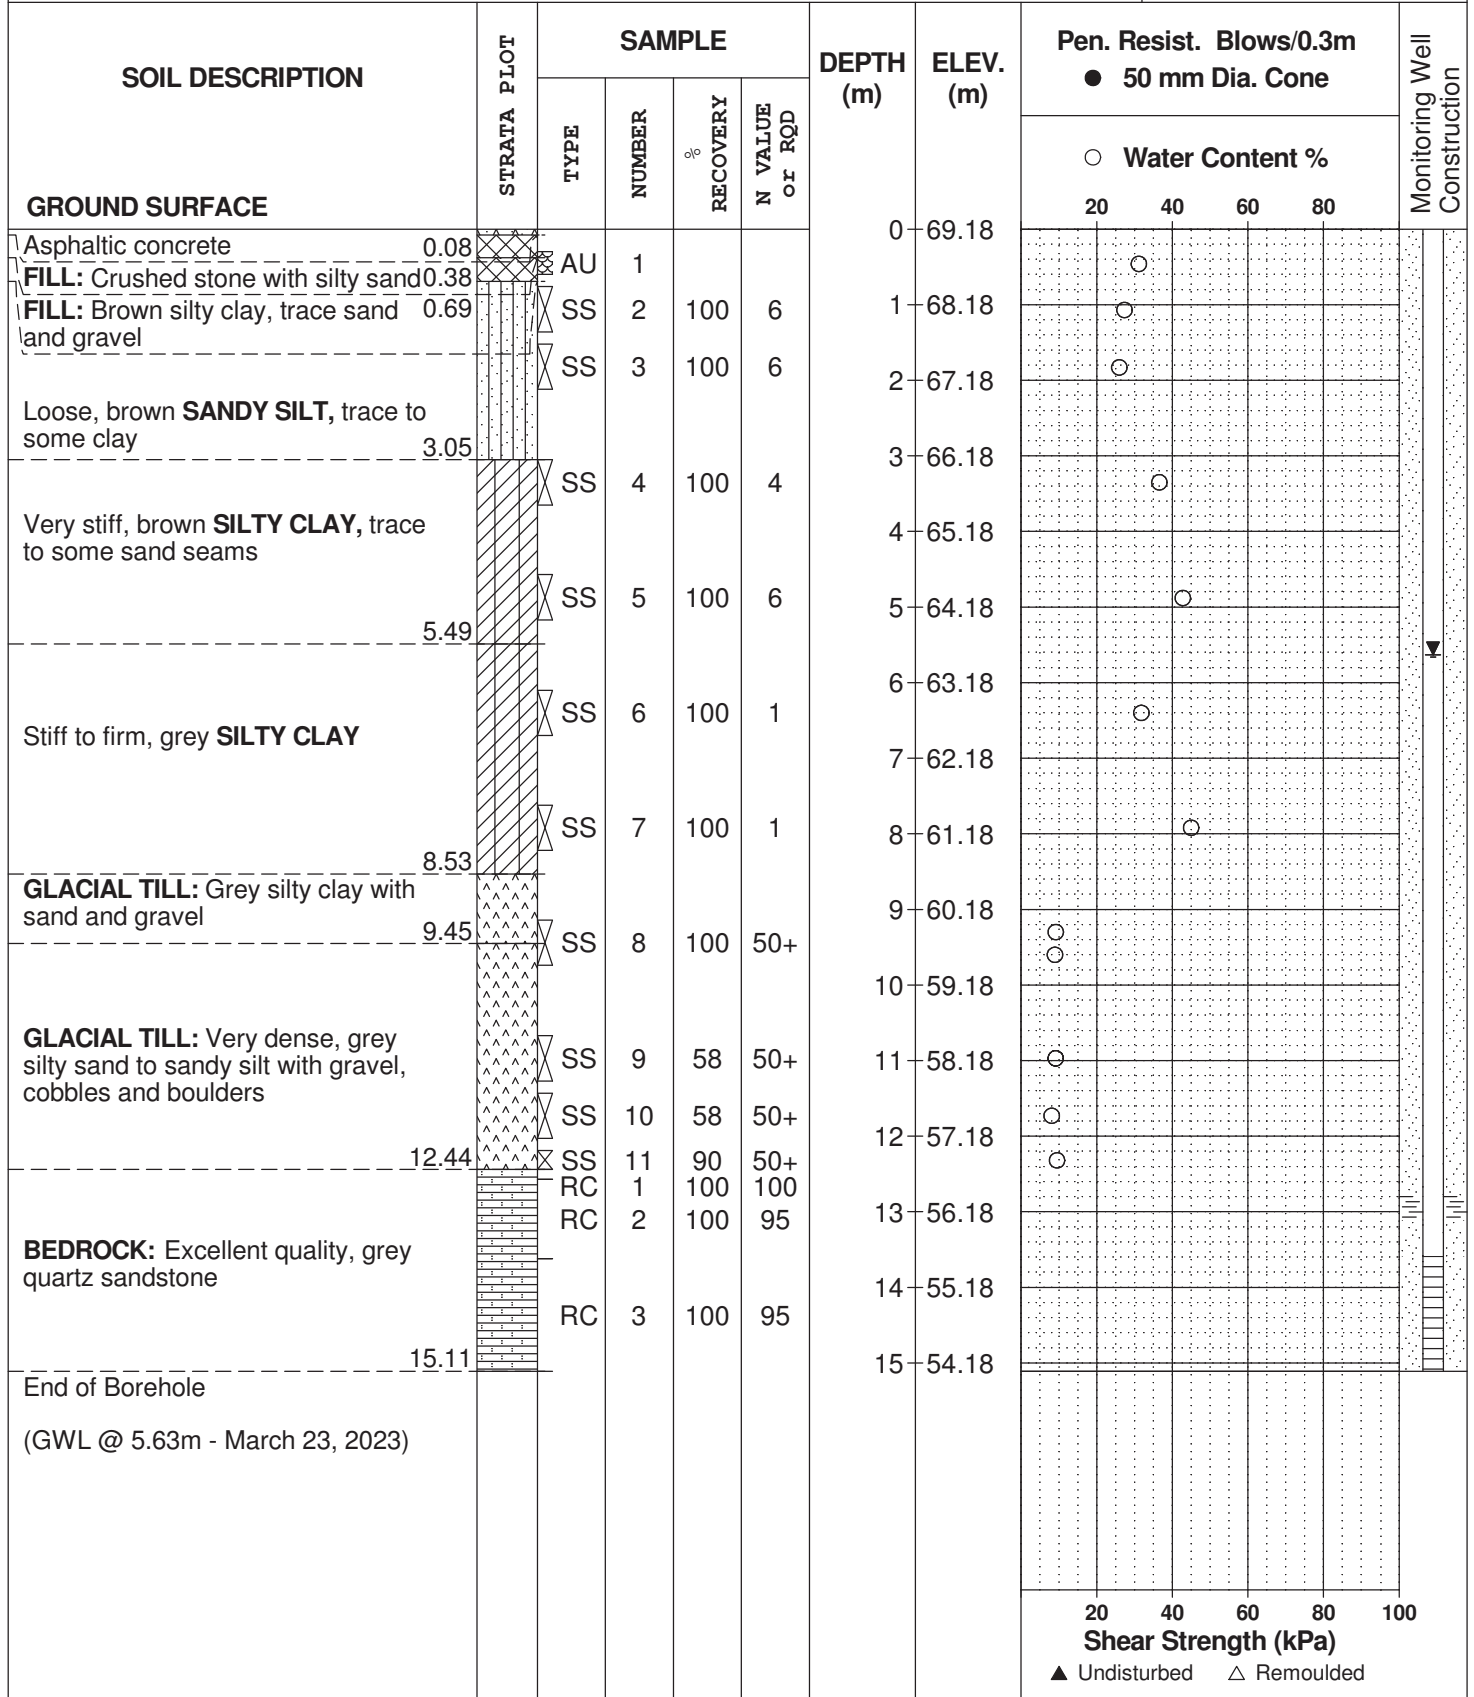 SOIL DESCRIPTION
GROUND SURFACE
STRATA PLOT
SAMPLE
TYPE
NUMBER
% RECOVERY
N VALUE or RQD
DEPTH (m)
ELEV. (m)
Pen. Resist. Blows/0.3m
● 50 mm Dia. Cone
○ Water Content %
20 40 60 80
Monitoring Well Construction
Asphaltic concrete 0.08
FILL: Crushed stone with silty sand 0.38
FILL: Brown silty clay, trace sand 0.69
and gravel
Loose, brown SANDY SILT, trace to
some clay
3.05
Very stiff, brown SILTY CLAY, trace
to some sand seams
5.49
Stiff to firm, grey SILTY CLAY
8.53
GLACIAL TILL: Grey silty clay with
sand and gravel
9.45
GLACIAL TILL: Very dense, grey
silty sand to sandy silt with gravel,
cobbles and boulders
12.44
BEDROCK: Excellent quality, grey
quartz sandstone
15.11
End of Borehole
(GWL @ 5.63m - March 23, 2023)
AU 1
SS 2 100 6
SS 3 100 6
SS 4 100 4
SS 5 100 6
SS 6 100 1
SS 7 100 1
SS 8 100 50+
SS 9 58 50+
SS 10 58 50+
SS 11 90 50+
RC 1 100 100
RC 2 100 95
RC 3 100 95
0 69.18
1 68.18
2 67.18
3 66.18
4 65.18
5 64.18
6 63.18
7 62.18
8 61.18
9 60.18
10 59.18
11 58.18
12 57.18
13 56.18
14 55.18
15 54.18
20 40 60 80 100
Shear Strength (kPa)
▲ Undisturbed △ Remoulded